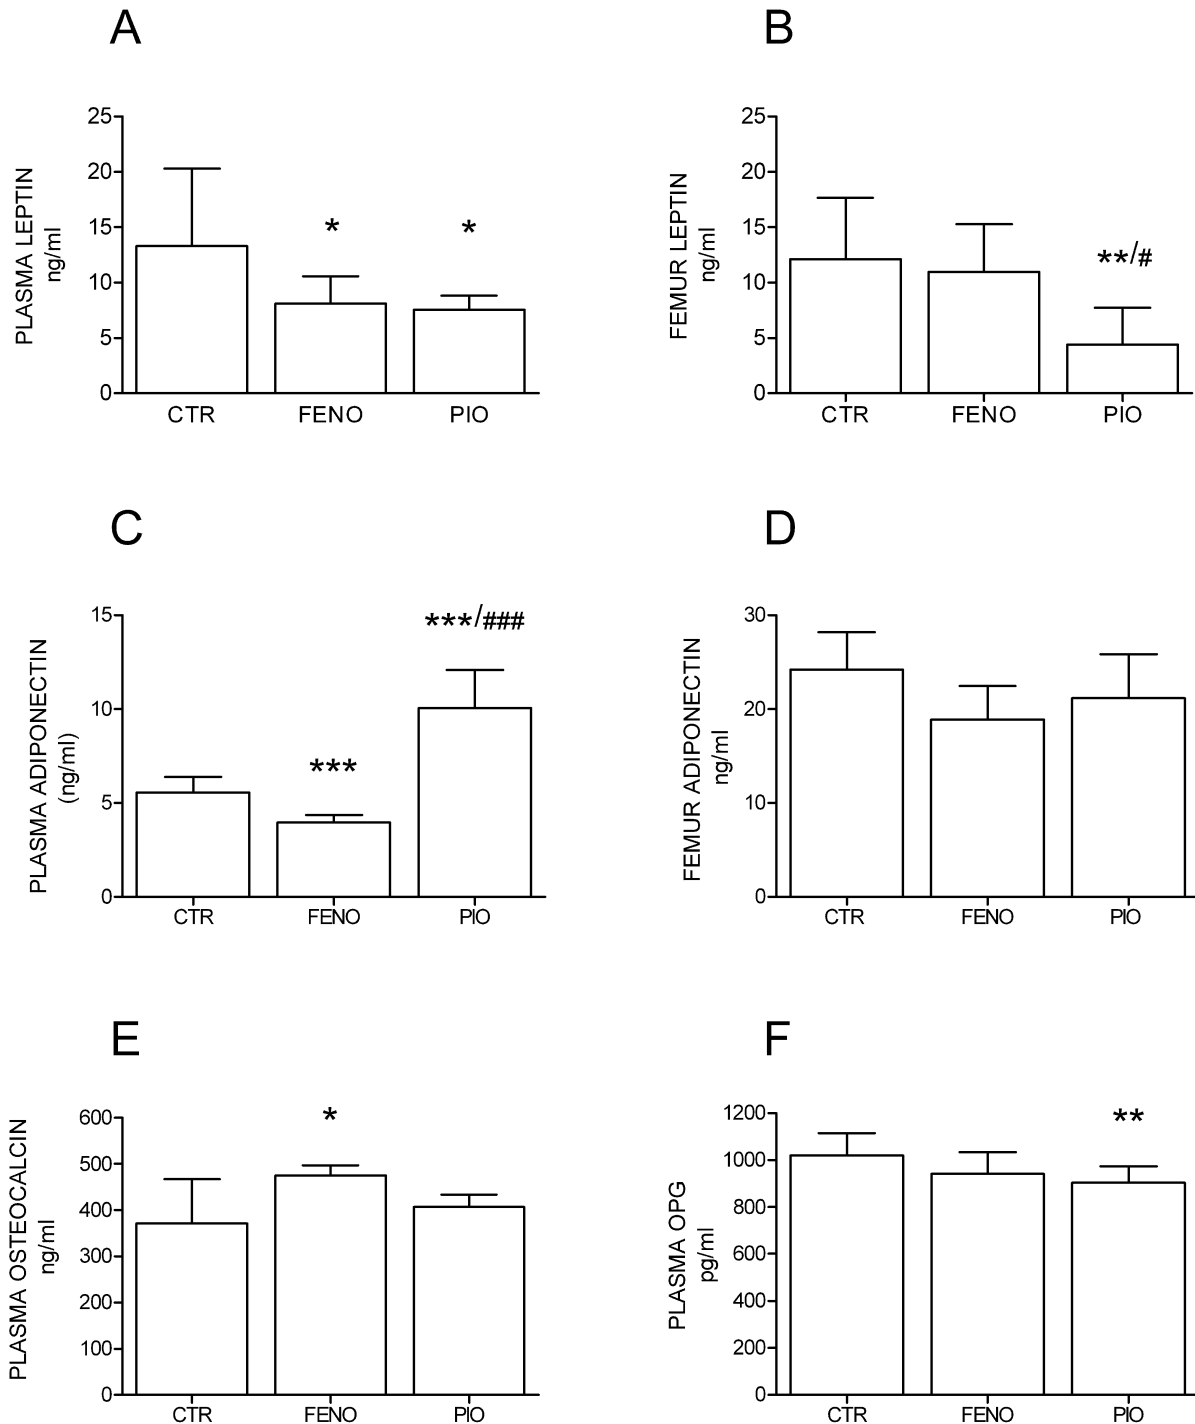 A
PLASMA LEPTIN
ng/ml
25
20
15
10
5
0
*
*
CTR
FENO
PIO
B
FEMUR LEPTIN
ng/ml
25
20
15
10
5
0
**/#
CTR
FENO
PIO
C
PLASMA ADIPONECTIN
(ng/ml)
15
10
5
0
***
***/###
CTR
FENO
PIO
D
FEMUR ADIPONECTIN
ng/ml
30
20
10
0
CTR
FENO
PIO
E
PLASMA OSTEOCALCIN
ng/ml
600
500
400
300
200
100
0
*
CTR
FENO
PIO
F
PLASMA OPG
pg/ml
1200
1000
800
600
400
200
0
**
CTR
FENO
PIO